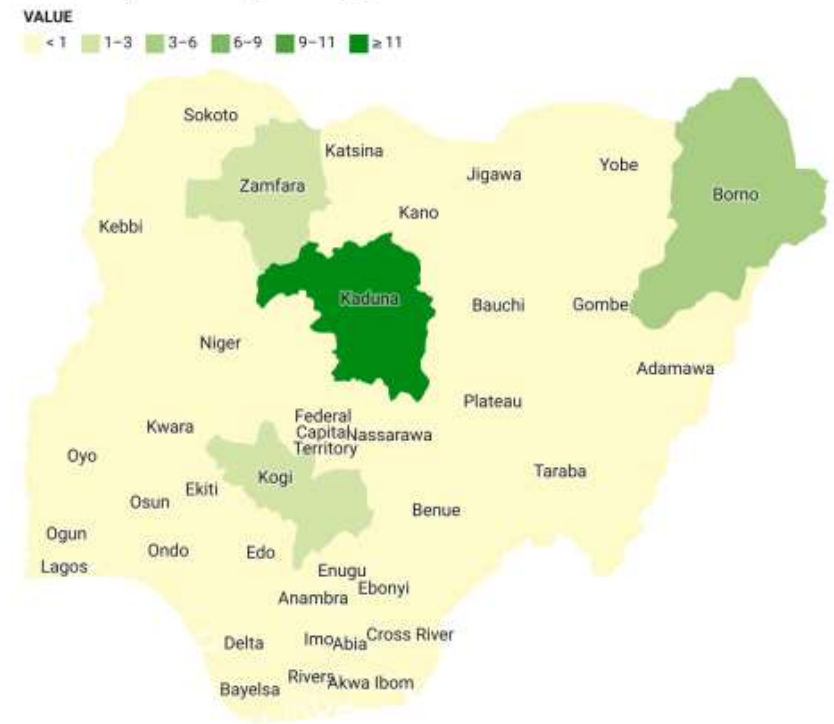 VALUE
< 1 1–3 3–6 6–9 9–11 ≥ 11
Sokoto
Katsina
Jigawa
Yobe
Zamfara
Borno
Kano
Kebbi
Kaduna
Bauchi
Gombe
Niger
Adamawa
Plateau
Federal
Capital
Territory
Nassarawa
Kwara
Oyo
Taraba
Kogi
Ekiti
Osun
Benue
Ogun
Ondo
Edo
Lagos
Enugu
Ebonyi
Anambra
Cross River
Delta
Imo
Abia
Rivers
Akwa Ibom
Bayelsa